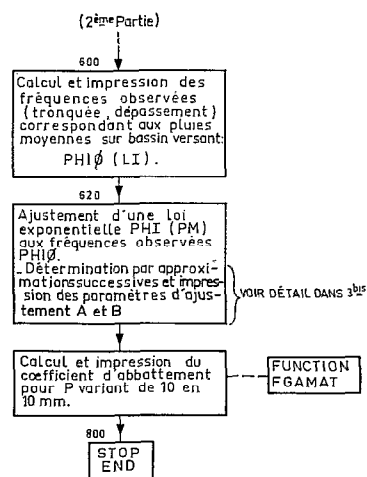 (2ème Partie)
600
Calcul et impression des
fréquences observées
(tronquée, dépassement)
correspondant aux pluies
moyennes sur bassin versant:
PHIØ (LI).
620
Ajustement d'une loi
exponentielle PHI (PM)
aux fréquences observées
PHIØ.
- Détermination par approxi-
mations successives et impres-
sion des paramètres d'ajus-
tement A et B
VOIR DÉTAIL DANS 3bis
Calcul et impression du
coefficient d'abbattement
pour P variant de 10 en
10 mm.
FUNCTION
FGAMAT
800
STOP
END